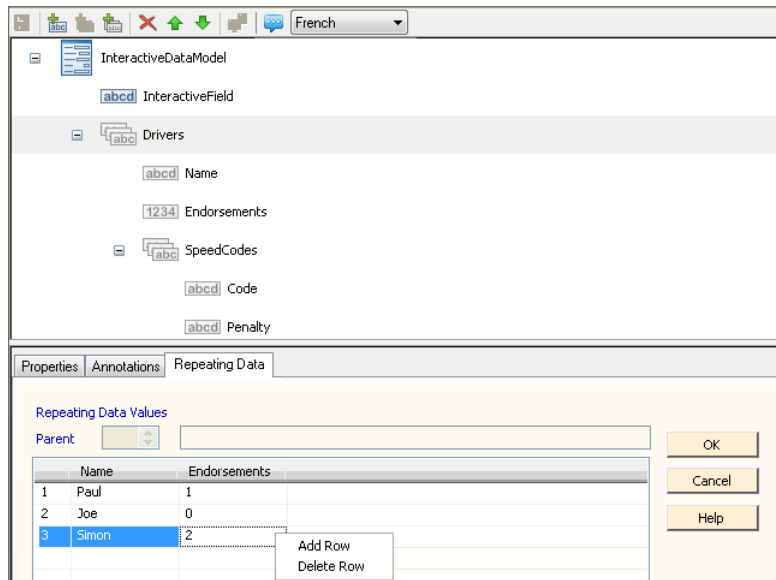 French
InteractiveDataModel
abcd InteractiveField
abc Drivers
abcd Name
1234 Endorsements
abc SpeedCodes
abcd Code
abcd Penalty
Properties Annotations Repeating Data
Repeating Data Values
Parent
OK
Name Endorsements
Cancel
1 Paul 1
2 Joe 0
Help
3 Simon 2
Add Row
Delete Row